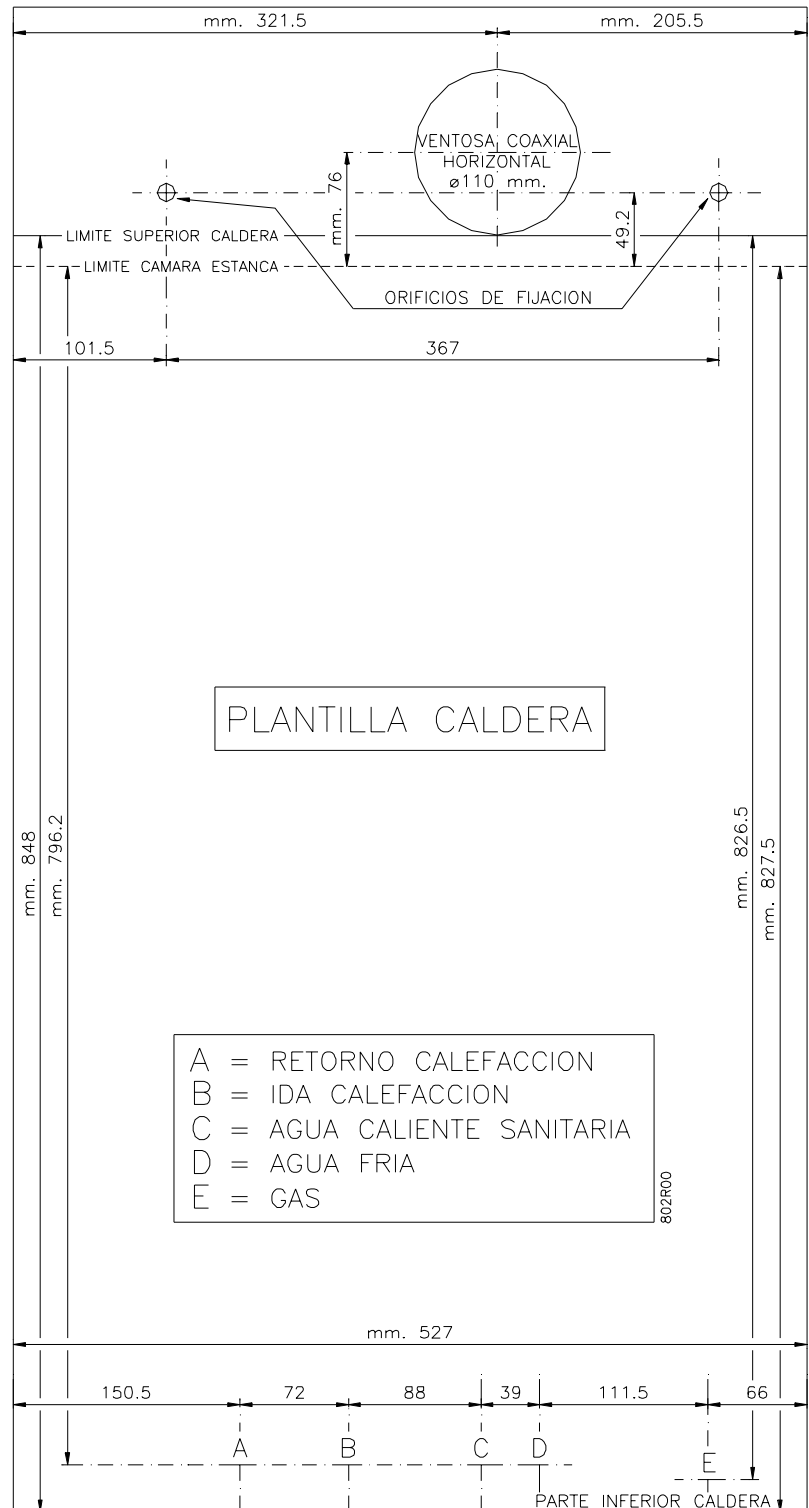 mm. 321.5
mm. 205.5
VENTOSA COAXIAL
HORIZONTAL
ø110 mm.
mm. 76
49.2
LIMITE SUPERIOR CALDERA
LIMITE CAMARA ESTANCA
ORIFICIOS DE FIJACION
101.5
367
PLANTILLA CALDERA
mm. 848
mm. 796.2
mm. 826.5
mm. 827.5
A = RETORNO CALEFACCION
B = IDA CALEFACCION
C = AGUA CALIENTE SANITARIA
D = AGUA FRIA
E = GAS
802R00
mm. 527
150.5
72
88
39
111.5
66
A
B
C
D
E
PARTE INFERIOR CALDERA